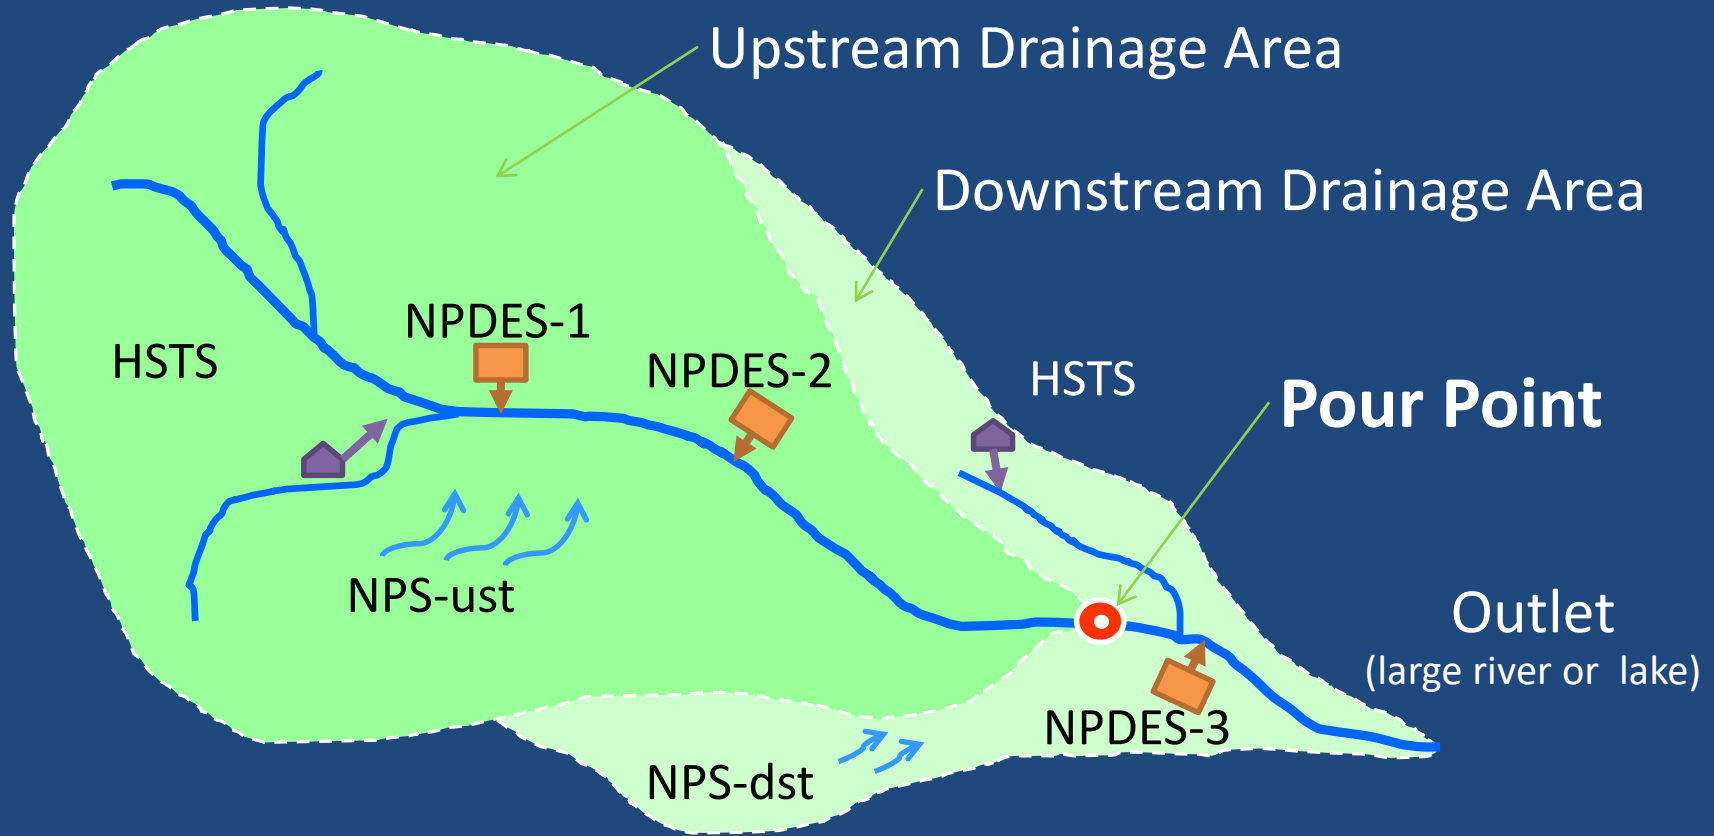 Upstream Drainage Area
Downstream Drainage Area
NPDES-1
HSTS
NPDES-2
HSTS
Pour Point
NPS-ust
Outlet
(large river or lake)
NPDES-3
NPS-dst